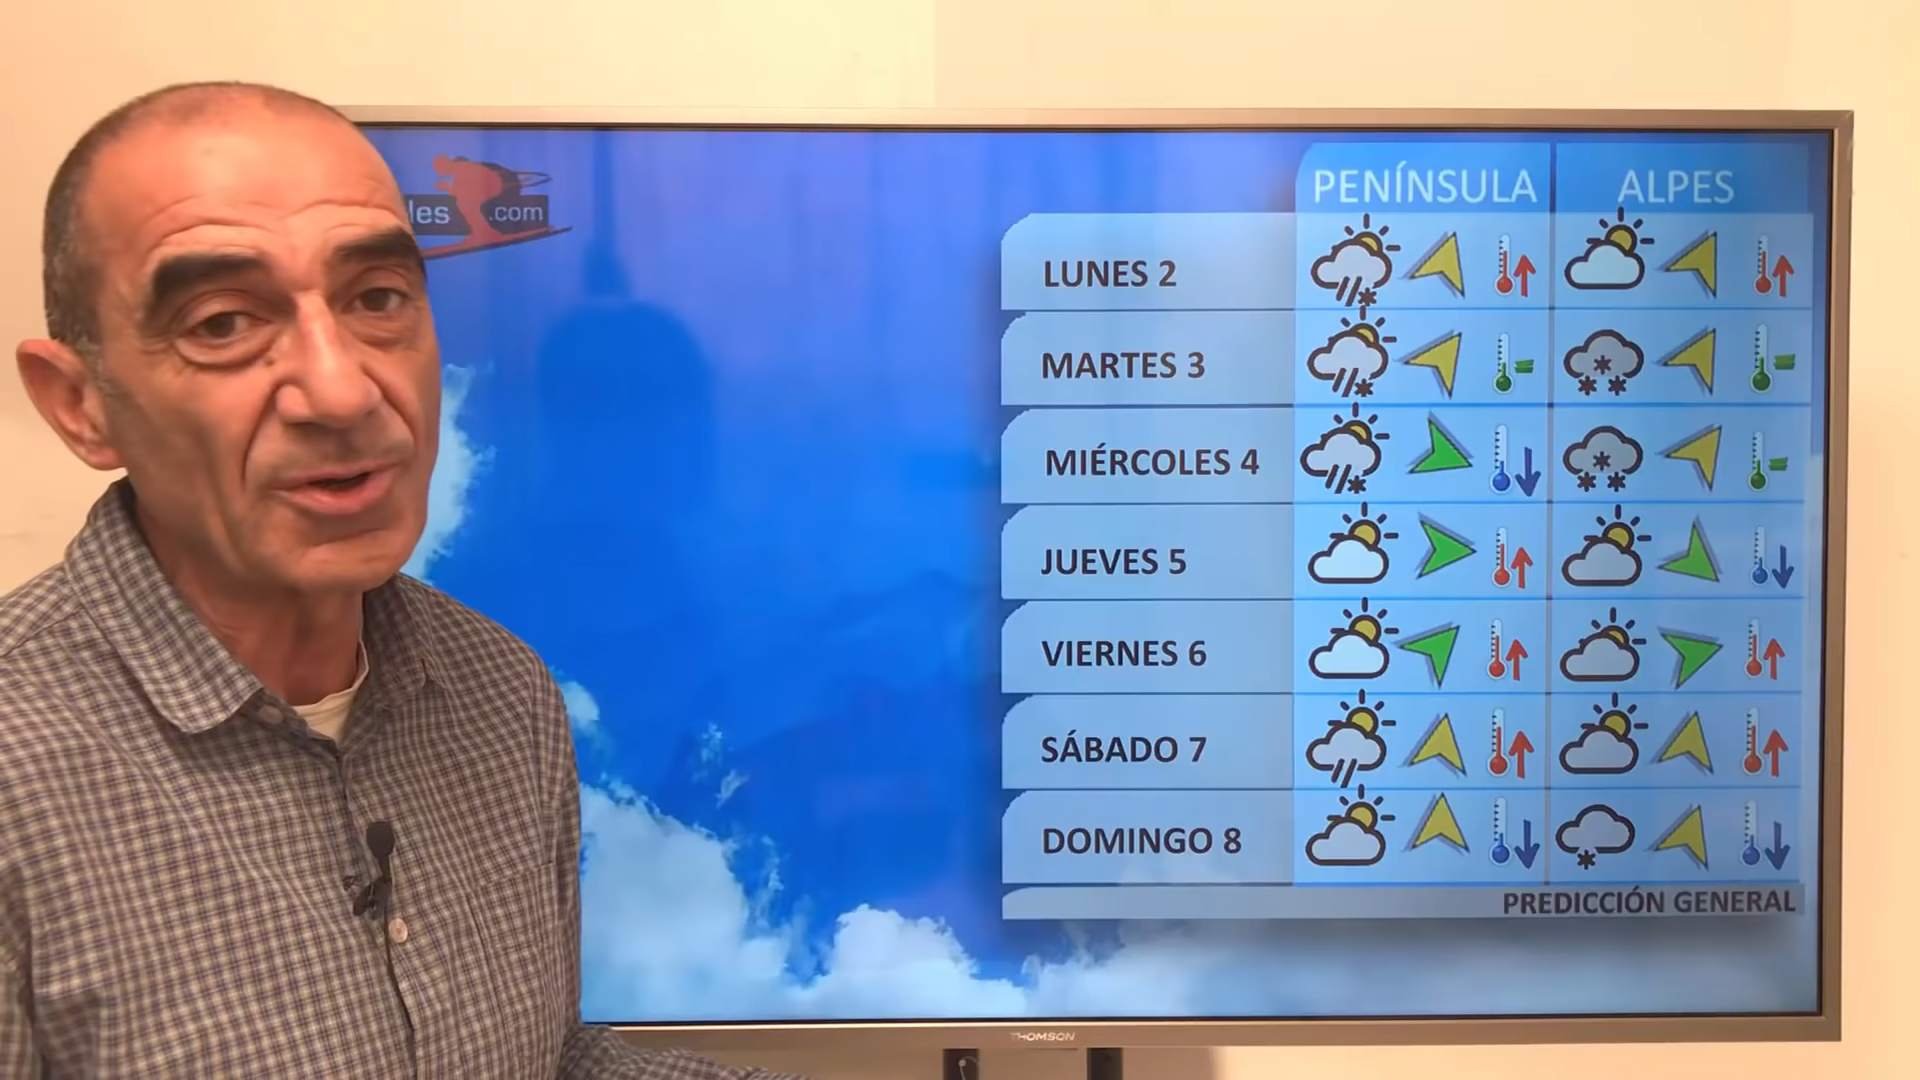 les .com
PENÍNSULA ALPES
LUNES 2
MARTES 3
MIÉRCOLES 4
JUEVES 5
VIERNES 6
SÁBADO 7
DOMINGO 8
PREDICCIÓN GENERAL
THOMSON